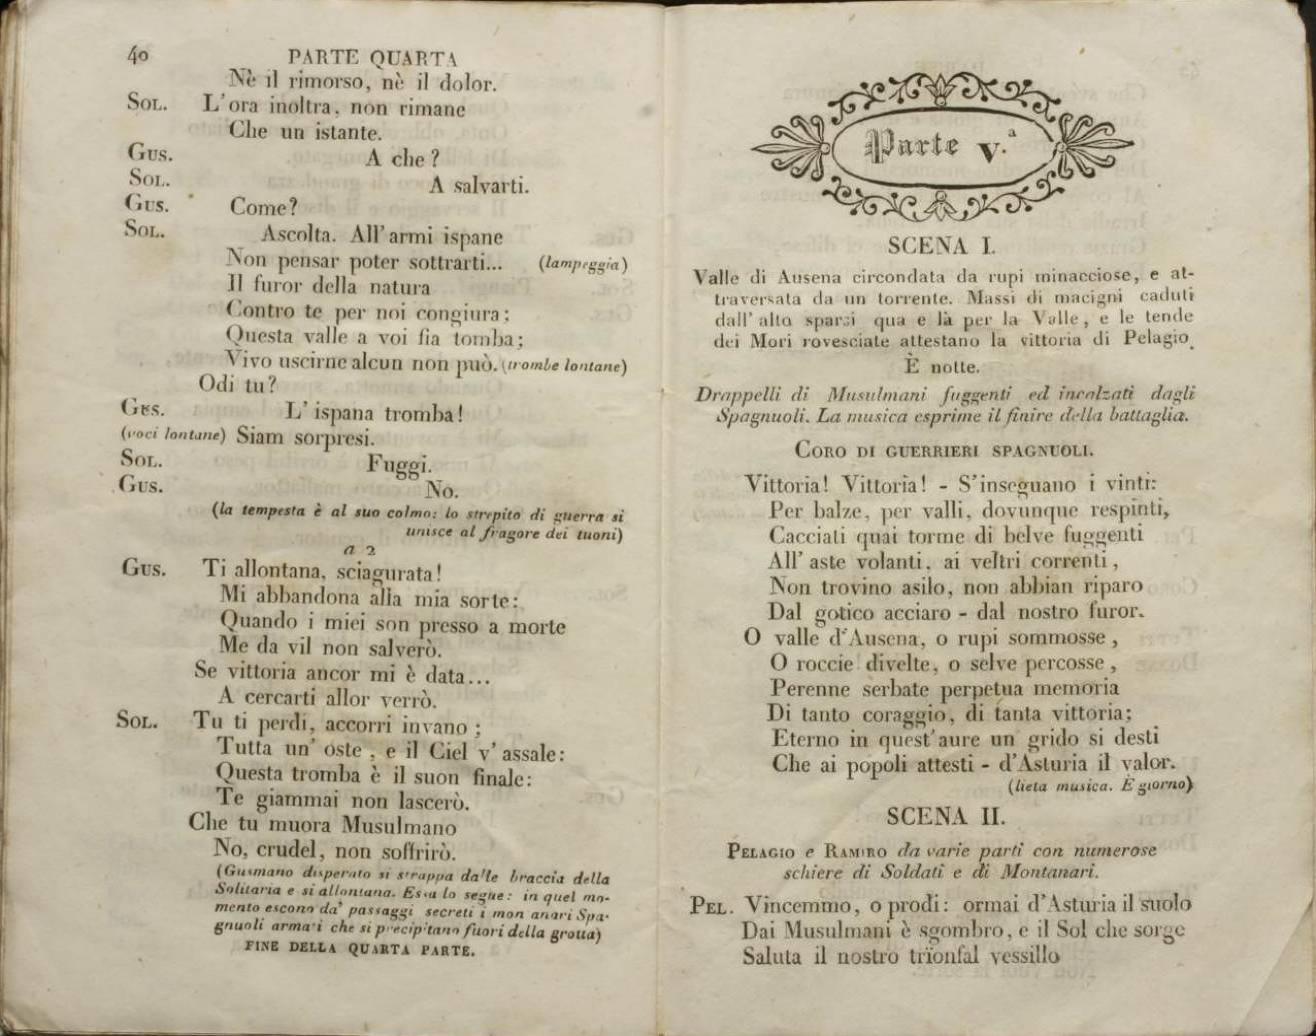 40 PARTE QUARTA
Nè il rimorso, nè il dolor.
SOL. L'ora inoltra, non rimane
Che un istante.
GUS. A che?
SOL. A salvarti.
GUS. Come?
SOL. Ascolta. All'armi ispane
Non pensar poter sottrarti... (lampeggia)
Il furor della natura
Contro te per noi congiura;
Questa valle a voi fia tomba;
Vivo uscirne alcun non può. (trombe lontane)
Odi tu?
GUS. L'ispana tromba!
(voci lontane) Siam sorpresi.
SOL. Fuggi.
GUS. No.
(la tempesta è al suo colmo: lo strepito di guerra si
unisce al fragore dei tuoni)
a 2
GUS. Ti allontana, sciagurata!
Mi abbandona alla mia sorte:
Quando i miei son presso a morte
Me da vil non salverò.
Se vittoria ancor mi è data...
A cercarti allor verrò.
SOL. Tu ti perdi, accorri invano;
Tutta un' oste, e il Ciel v'assale:
Questa tromba è il suon finale:
Te giammai non lascerò.
Che tu muora Musulmano
No, crudel, non soffrirò.
(Gusmano disperato si strappa dalle braccia della
Solitaria e si allontana. Essa lo segue: in quel mo-
mento escono da' passaggi secreti i montanari Spa-
gnuoli armati che si precipitano fuori della grotta)
FINE DELLA QUARTA PARTE.
Parte V.a
SCENA I.
Valle di Ausena circondata da rupi minacciose, e at-
traversata da un torrente. Massi di macigni caduti
dall'alto sparsi qua e là per la Valle, e le tende
dei Mori rovesciate attestano la vittoria di Pelagio.
È notte.
Drappelli di Musulmani fuggenti ed incalzati dagli
Spagnuoli. La musica esprime il finire della battaglia.
CORO DI GUERRIERI SPAGNUOLI.
Vittoria! Vittoria! - S'inseguano i vinti:
Per balze, per valli, dovunque respinti,
Cacciati quai torme di belve fuggenti
All'aste volanti, ai veltri correnti,
Non trovino asilo, non abbian riparo
Dal gotico acciaro - dal nostro furor.
O valle d'Ausena, o rupi sommosse,
O roccie divelte, o selve percosse,
Perenne serbate perpetua memoria
Di tanto coraggio, di tanta vittoria;
Eterno in quest'aure un grido si desti
Che ai popoli attesti - d'Asturia il valor.
(lieta musica. È giorno)
SCENA II.
PELAGIO e RAMIRO da varie parti con numerose
schiere di Soldati e di Montanari.
PEL. Vincemmo, o prodi: ormai d'Asturia il suolo
Dai Musulmani è sgombro, e il Sol che sorge
Saluta il nostro trionfal vessillo